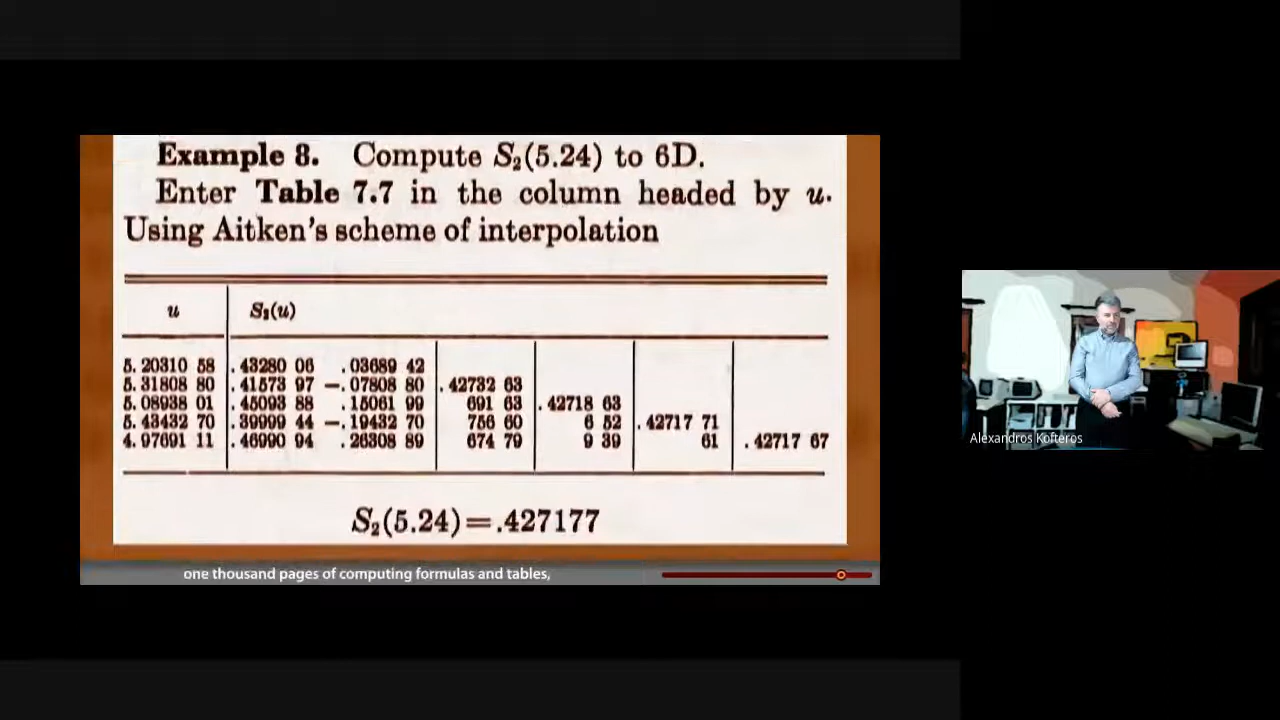 Example 8. Compute S₂(5.24) to 6D.
Enter Table 7.7 in the column headed by u.
Using Aitken's scheme of interpolation
u S₂(u)
5. 20310 58 . 43280 06 . 03689 42
5. 31808 80 . 41573 97 —. 07808 80 . 42732 63
5. 08938 01 . 45093 88 . 15061 99 691 63 . 42718 63
5. 43432 70 . 39999 44 —. 19432 70 756 60 6 52 . 42717 71
4. 97691 11 . 46990 94 . 26308 89 674 79 9 39 61 . 42717 67
S₂(5.24)=.427177
one thousand pages of computing formulas and tables,
Alexandros Kofteros